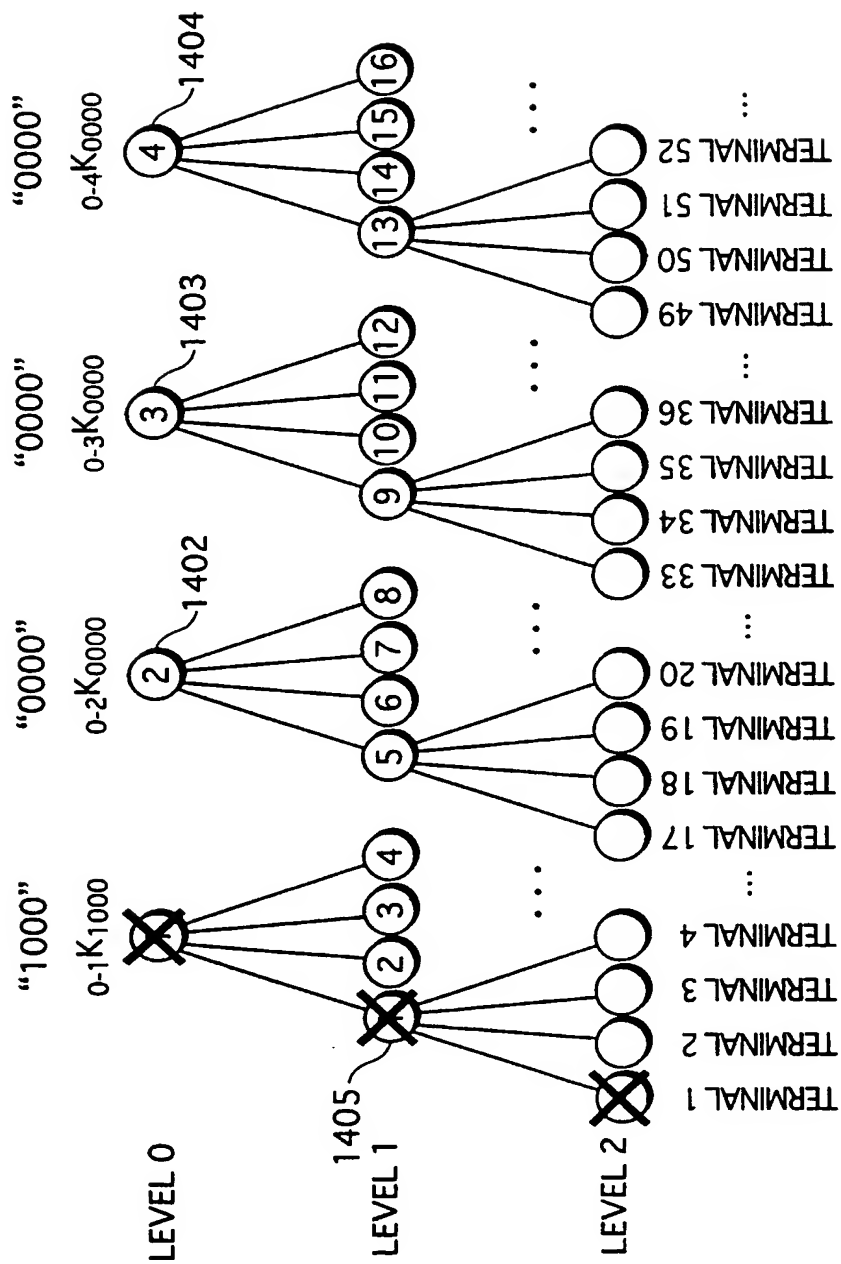 "1000" "0000" "0000" "0000"
0-1K1000 0-2K0000 0-3K0000 0-4K0000
LEVEL 0 2 1402 3 1403 4 1404
1405
LEVEL 1 2 3 4 5 6 7 8 9 10 11 12 13 14 15 16
... ... ... ...
LEVEL 2
TERMINAL 1
TERMINAL 2
TERMINAL 3
TERMINAL 4
...
TERMINAL 17
TERMINAL 18
TERMINAL 19
TERMINAL 20
...
TERMINAL 33
TERMINAL 34
TERMINAL 35
TERMINAL 36
...
TERMINAL 49
TERMINAL 50
TERMINAL 51
TERMINAL 52
...